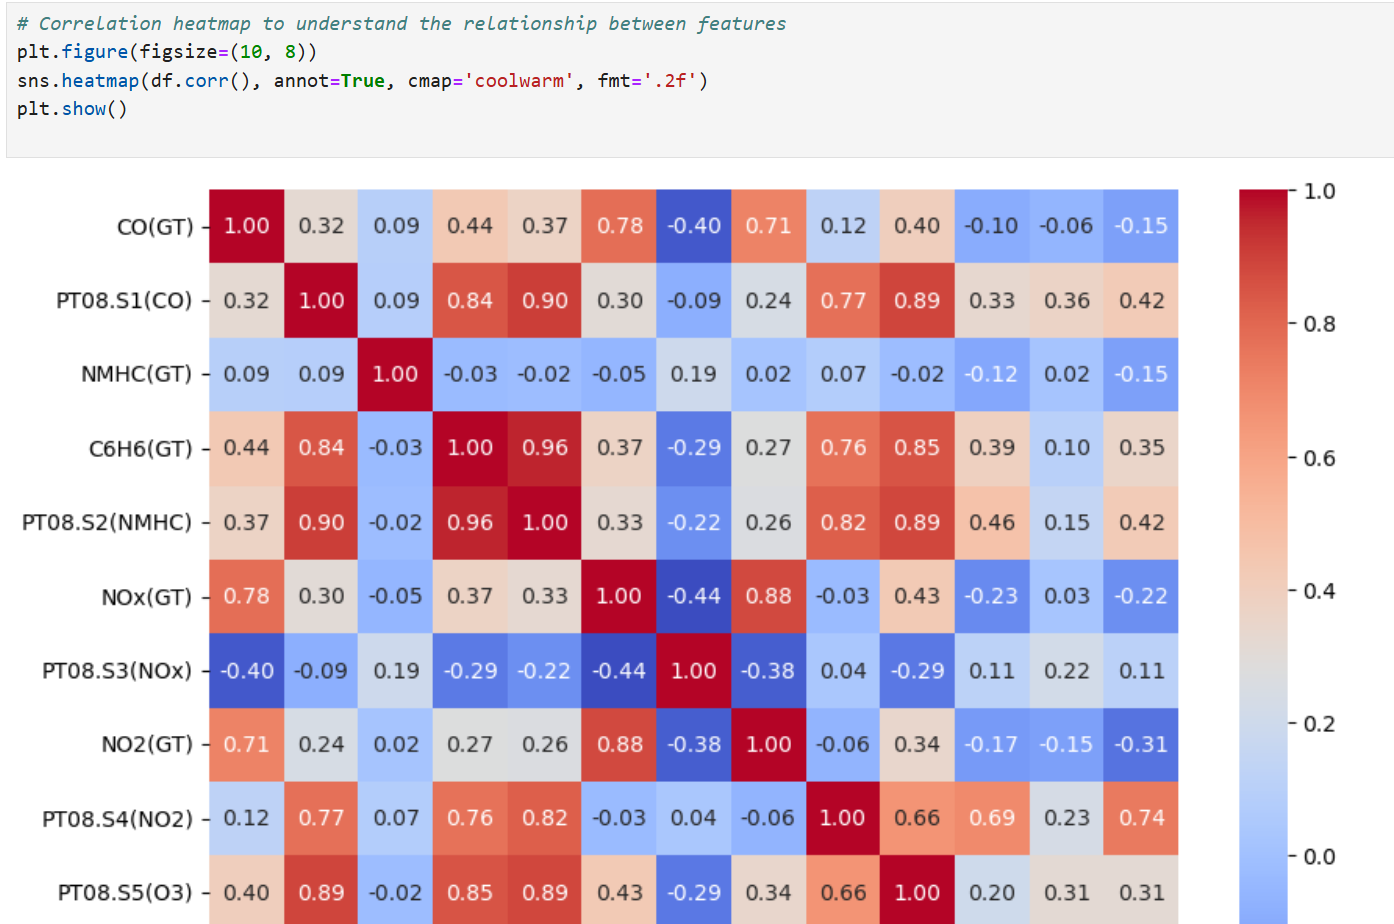 # Correlation heatmap to understand the relationship between features
plt.figure(figsize=(10, 8))
sns.heatmap(df.corr(), annot=True, cmap='coolwarm', fmt='.2f')
plt.show()
CO(GT) 1.00 0.32 0.09 0.44 0.37 0.78 -0.40 0.71 0.12 0.40 -0.10 -0.06 -0.15
PT08.S1(CO) 0.32 1.00 0.09 0.84 0.90 0.30 -0.09 0.24 0.77 0.89 0.33 0.36 0.42
NMHC(GT) 0.09 0.09 1.00 -0.03 -0.02 -0.05 0.19 0.02 0.07 -0.02 -0.12 0.02 -0.15
C6H6(GT) 0.44 0.84 -0.03 1.00 0.96 0.37 -0.29 0.27 0.76 0.85 0.39 0.10 0.35
PT08.S2(NMHC) 0.37 0.90 -0.02 0.96 1.00 0.33 -0.22 0.26 0.82 0.89 0.46 0.15 0.42
NOx(GT) 0.78 0.30 -0.05 0.37 0.33 1.00 -0.44 0.88 -0.03 0.43 -0.23 0.03 -0.22
PT08.S3(NOx) -0.40 -0.09 0.19 -0.29 -0.22 -0.44 1.00 -0.38 0.04 -0.29 0.11 0.22 0.11
NO2(GT) 0.71 0.24 0.02 0.27 0.26 0.88 -0.38 1.00 -0.06 0.34 -0.17 -0.15 -0.31
PT08.S4(NO2) 0.12 0.77 0.07 0.76 0.82 -0.03 0.04 -0.06 1.00 0.66 0.69 0.23 0.74
PT08.S5(O3) 0.40 0.89 -0.02 0.85 0.89 0.43 -0.29 0.34 0.66 1.00 0.20 0.31 0.31
1.0
0.8
0.6
0.4
0.2
0.0